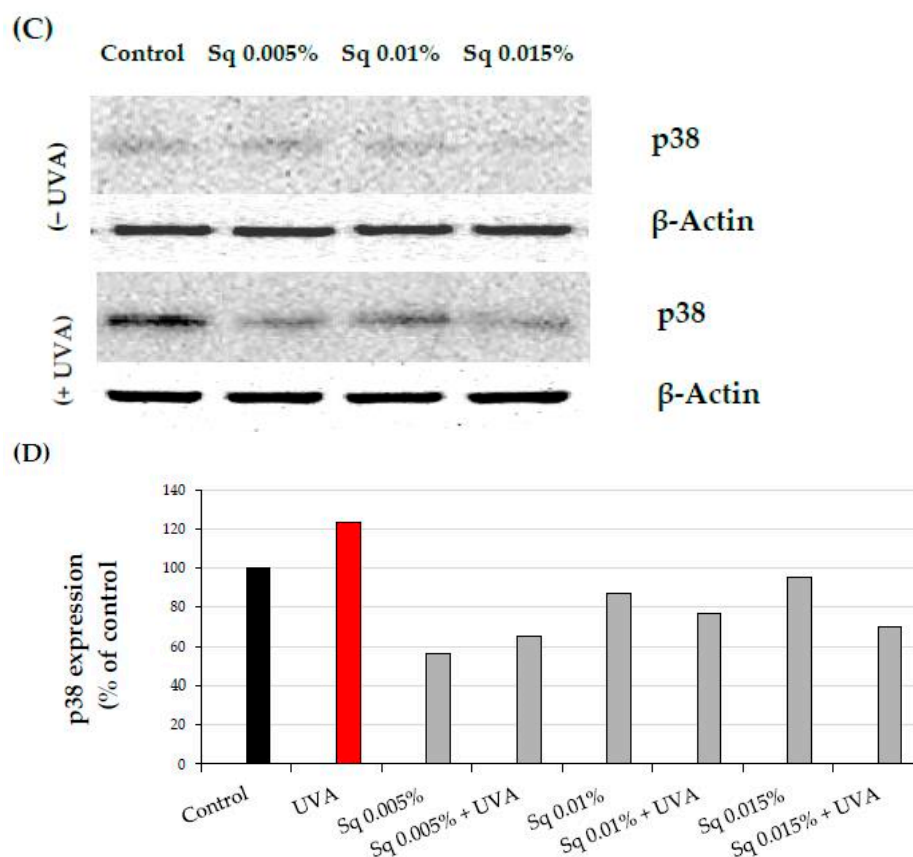 (C)
Control Sq 0.005% Sq 0.01% Sq 0.015%
(– UVA)
p38
β-Actin
(+ UVA)
p38
β-Actin
(D)
p38 expression
(% of control
140
120
100
80
60
40
20
0
Control UVA Sq 0.005% Sq 0.005% + UVA Sq 0.01% Sq 0.01% + UVA Sq 0.015% Sq 0.015% + UVA